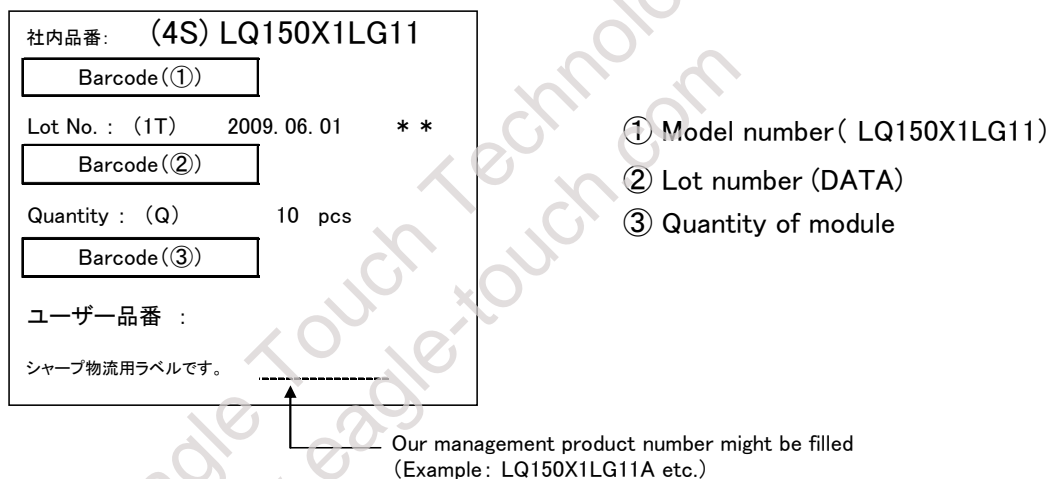 社内品番: (4S) LQ150X1LG11
Barcode(①)
Lot No. : (1T) 2009. 06. 01 * *
Barcode(②)
Quantity : (Q) 10 pcs
Barcode(③)
ユーザー品番 :
シャープ物流用ラベルです。
① Model number( LQ150X1LG11)
② Lot number (DATA)
③ Quantity of module
Our management product number might be filled
(Example: LQ150X1LG11A etc.)